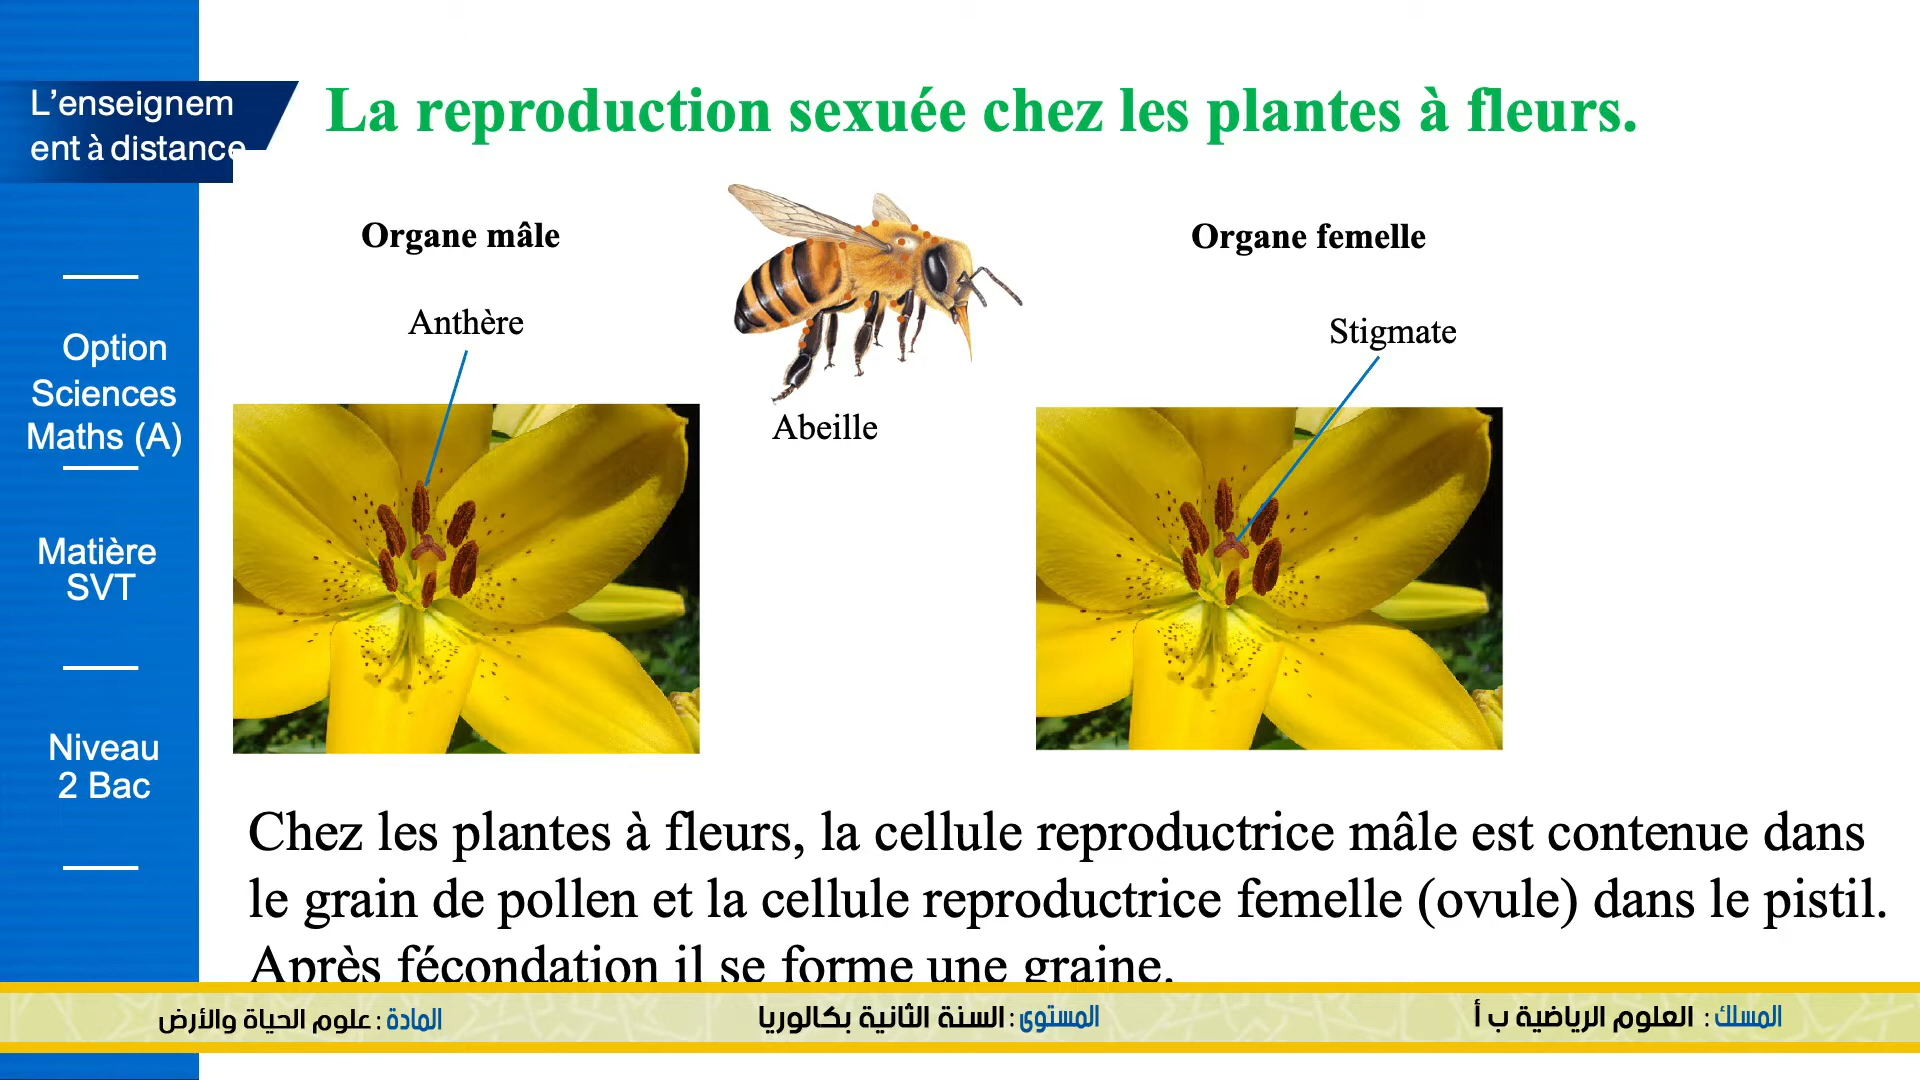 L’enseignem
ent à distance
La reproduction sexuée chez les plantes à fleurs.
Organe mâle
Organe femelle
Anthère
Stigmate
Abeille
Option
Sciences
Maths (A)
Matière
SVT
Niveau
2 Bac
Chez les plantes à fleurs, la cellule reproductrice mâle est contenue dans
le grain de pollen et la cellule reproductrice femelle (ovule) dans le pistil.
Après fécondation il se forme une graine.
المسلك : العلوم الرياضية ب أ
المستوى : السنة الثانية بكالوريا
المادة : علوم الحياة والأرض